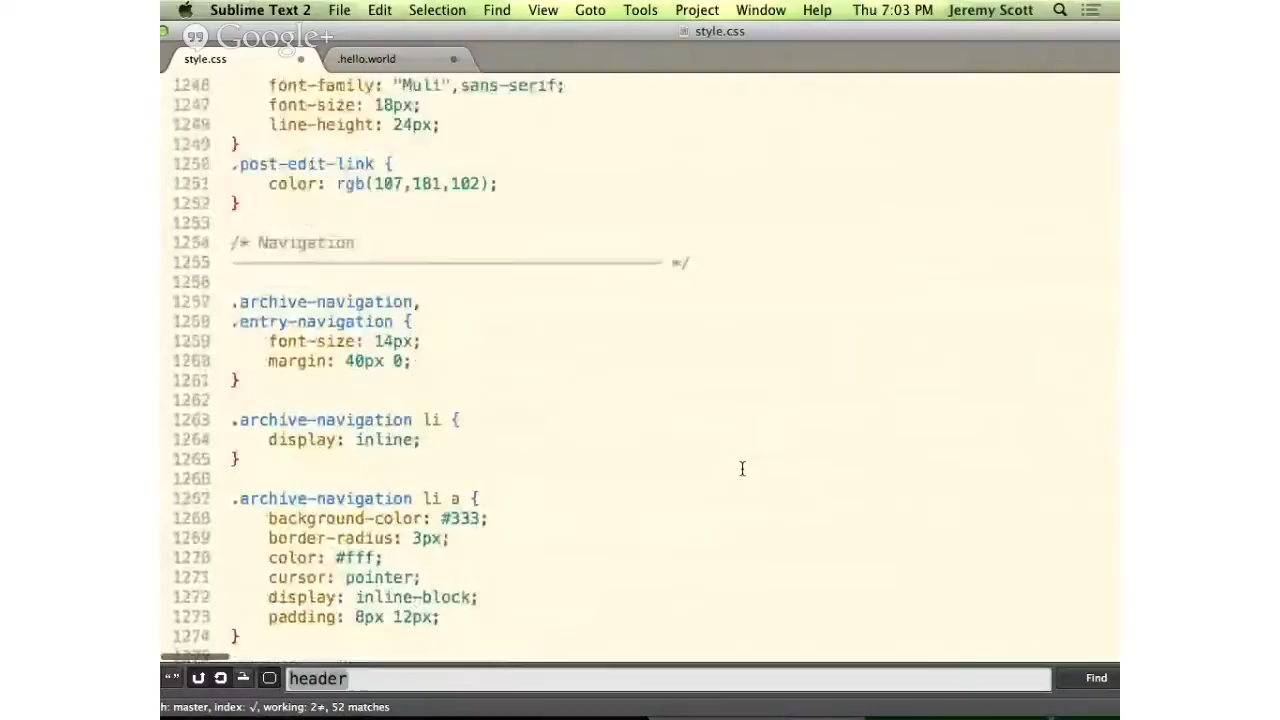 Sublime Text 2 File Edit Selection Find View Goto Tools Project Window Help Thu 7:03 PM Jeremy Scott
Google+
style.css
style.css
.hello.world
1246 font-family: "Muli",sans-serif;
1247 font-size: 18px;
1248 line-height: 24px;
1249 }
1250 .post-edit-link {
1251 color: rgb(107,181,102);
1252 }
1253
1254 /* Navigation
1255 */
1256
1257 .archive-navigation,
1258 .entry-navigation {
1259 font-size: 14px;
1260 margin: 40px 0;
1261 }
1262
1263 .archive-navigation li {
1264 display: inline;
1265 }
1266
1267 .archive-navigation li a {
1268 background-color: #333;
1269 border-radius: 3px;
1270 color: #fff;
1271 cursor: pointer;
1272 display: inline-block;
1273 padding: 8px 12px;
1274 }
header Find
h: master, index: √, working: 2≠, 52 matches